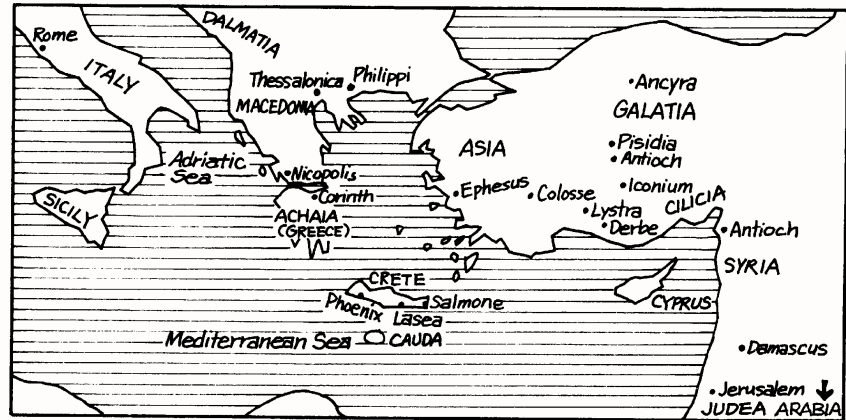 DALMATIA
Rome
ITALY
Thessalonica
Philippi
MACEDONIA
Ancyra
GALATIA
Pisidia
Antioch
ASIA
Adriatic
Sea
Nicopolis
Corinth
ACHAIA
(GREECE)
SICILY
Ephesus
Colosse
Iconium
CILICIA
Lystra
Derbe
Antioch
SYRIA
CRETE
Phoenix
Lasea
Salmone
CYPRUS
Mediterranean Sea
CAUDA
Damascus
Jerusalem
JUDEA ARABIA